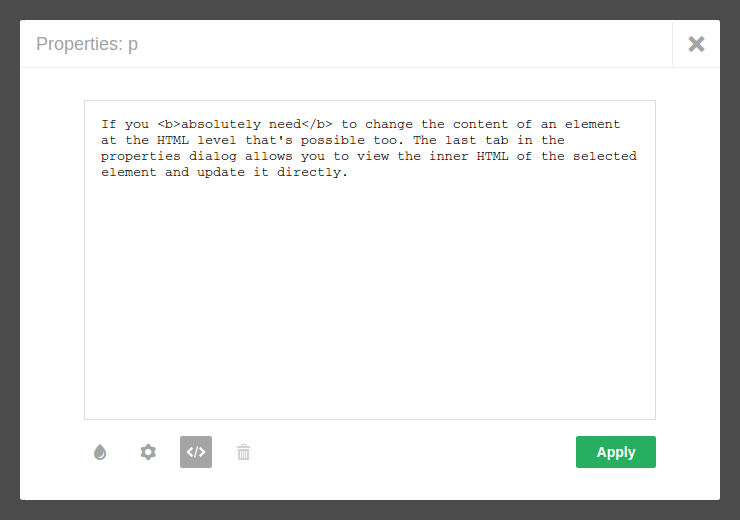 Properties: p
If you <b>absolutely need</b> to change the content of an element
at the HTML level that's possible too. The last tab in the
properties dialog allows you to view the inner HTML of the selected
element and update it directly.
</> Apply